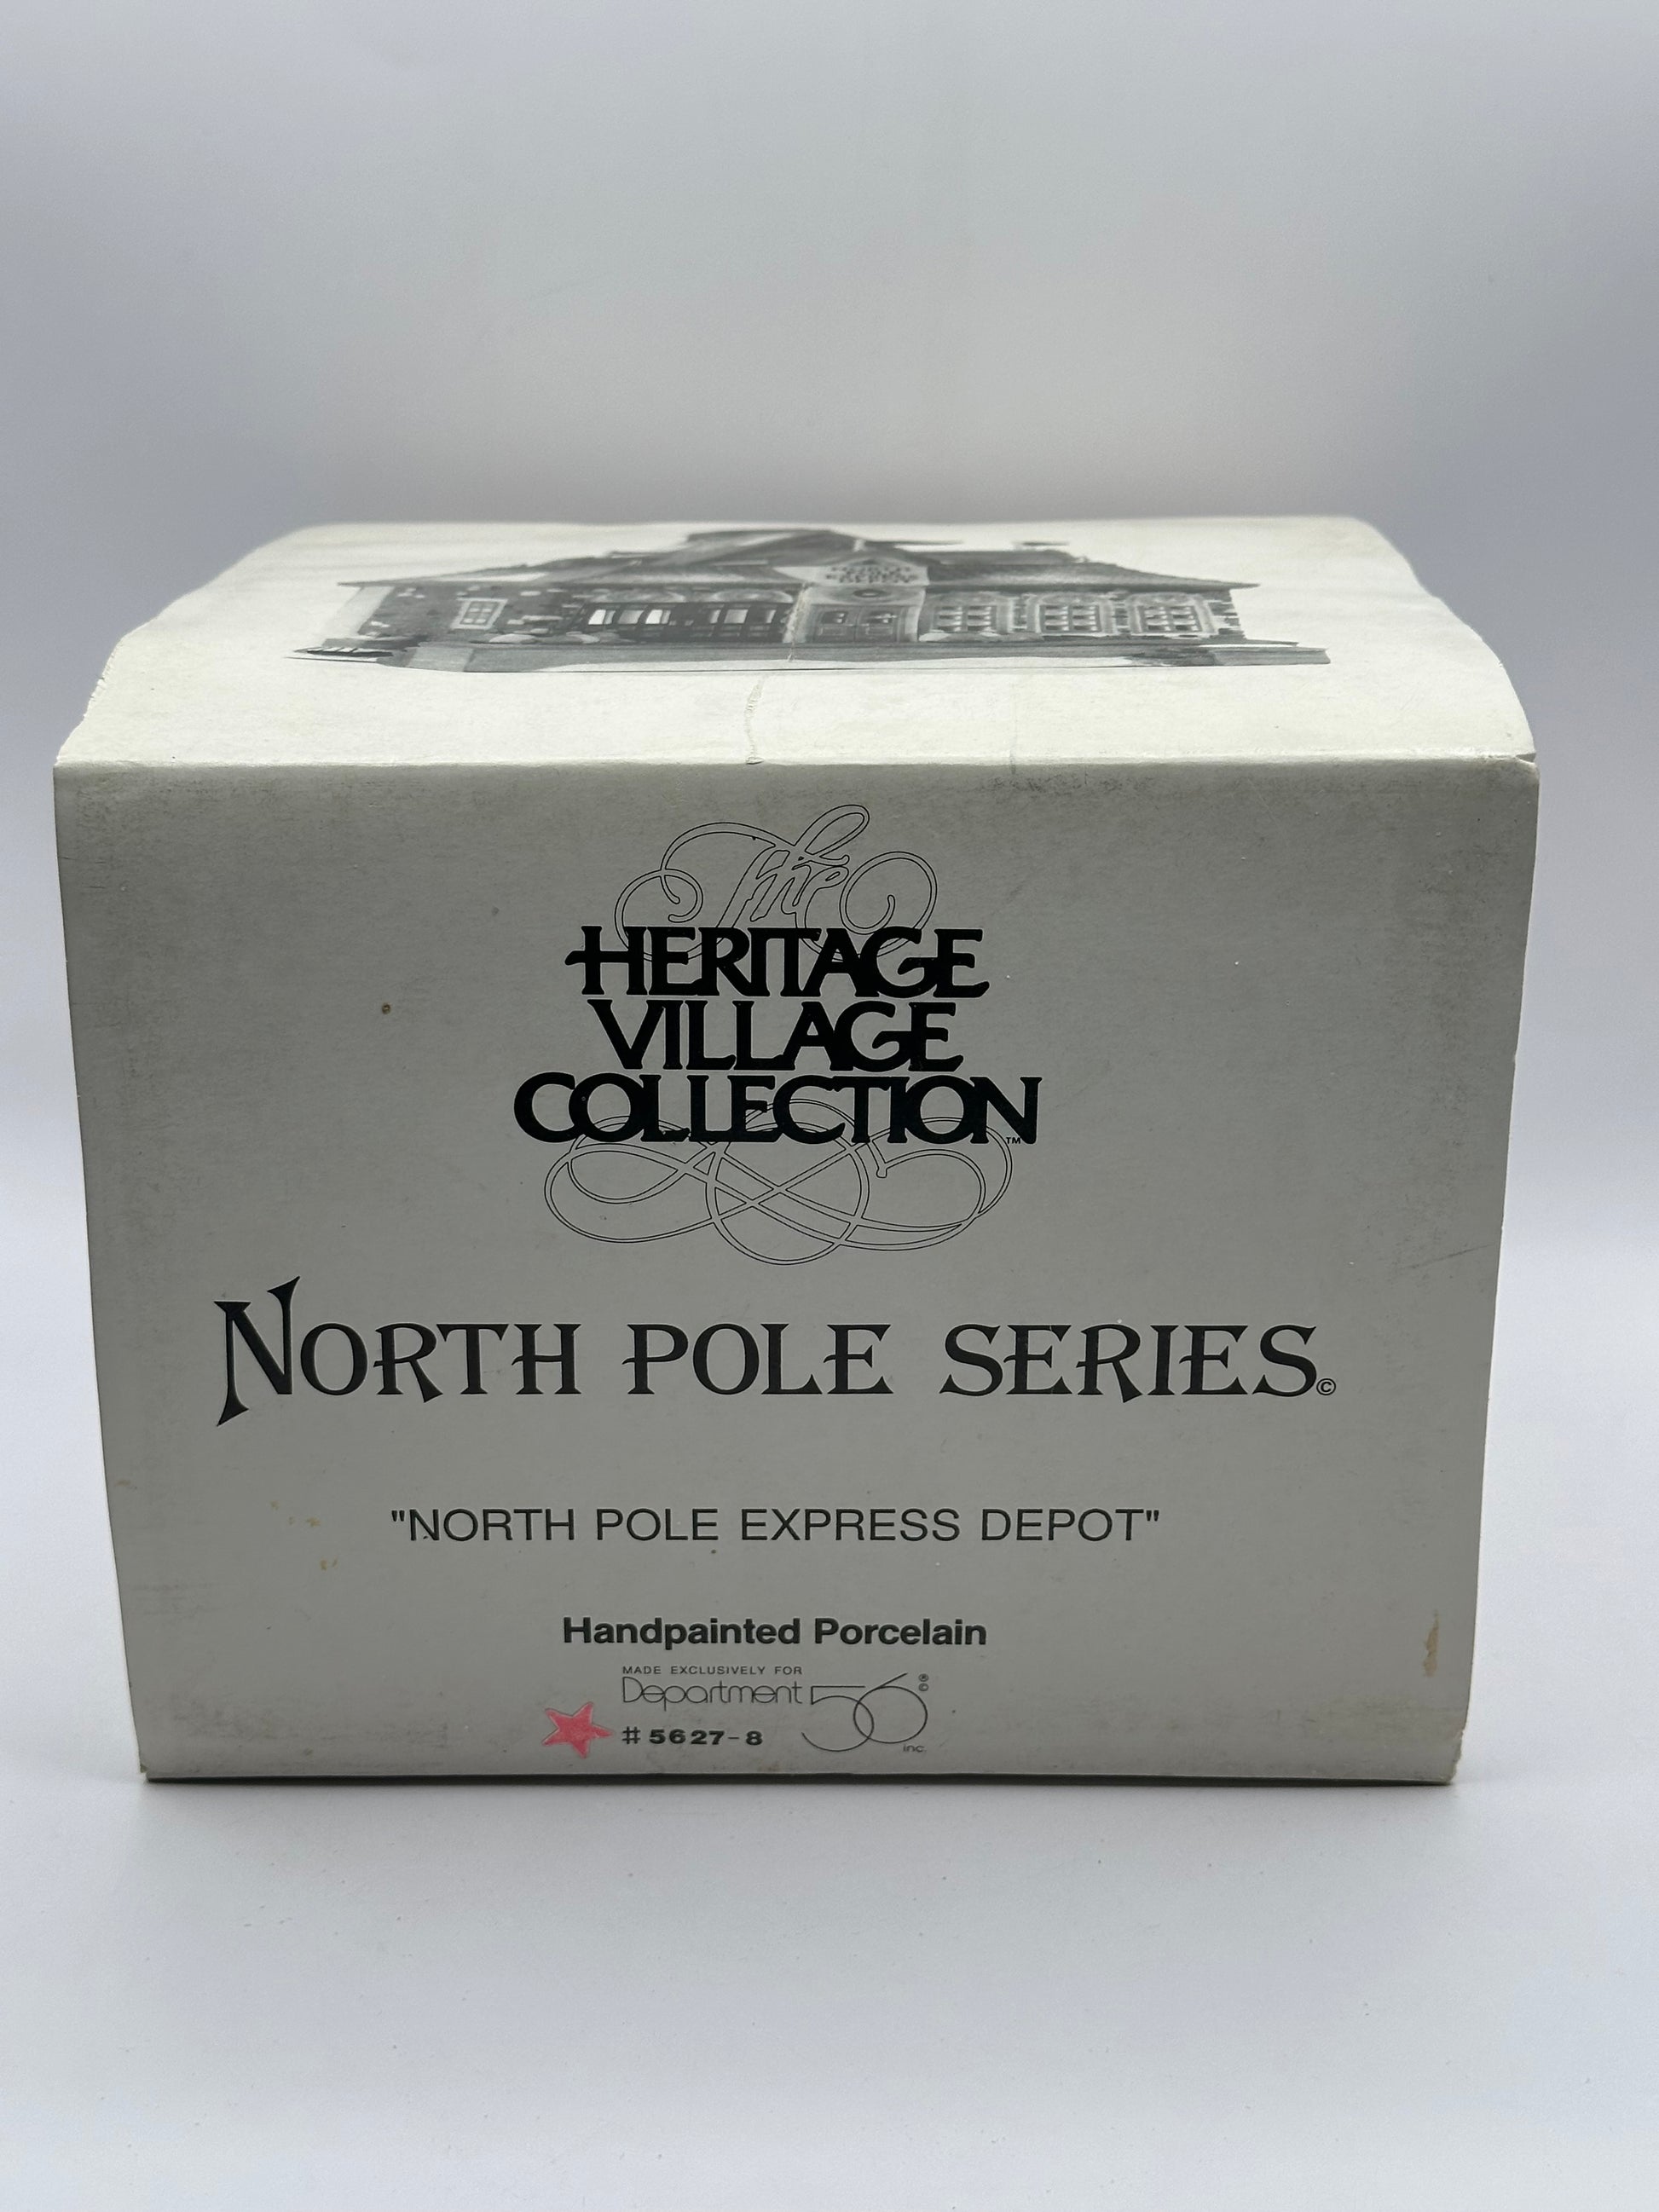 The
HERITAGE
VILLAGE
COLLECTION™
NORTH POLE SERIES©
"NORTH POLE EXPRESS DEPOT"
Handpainted Porcelain
MADE EXCLUSIVELY FOR
Department 56®©
#5627-8
inc.